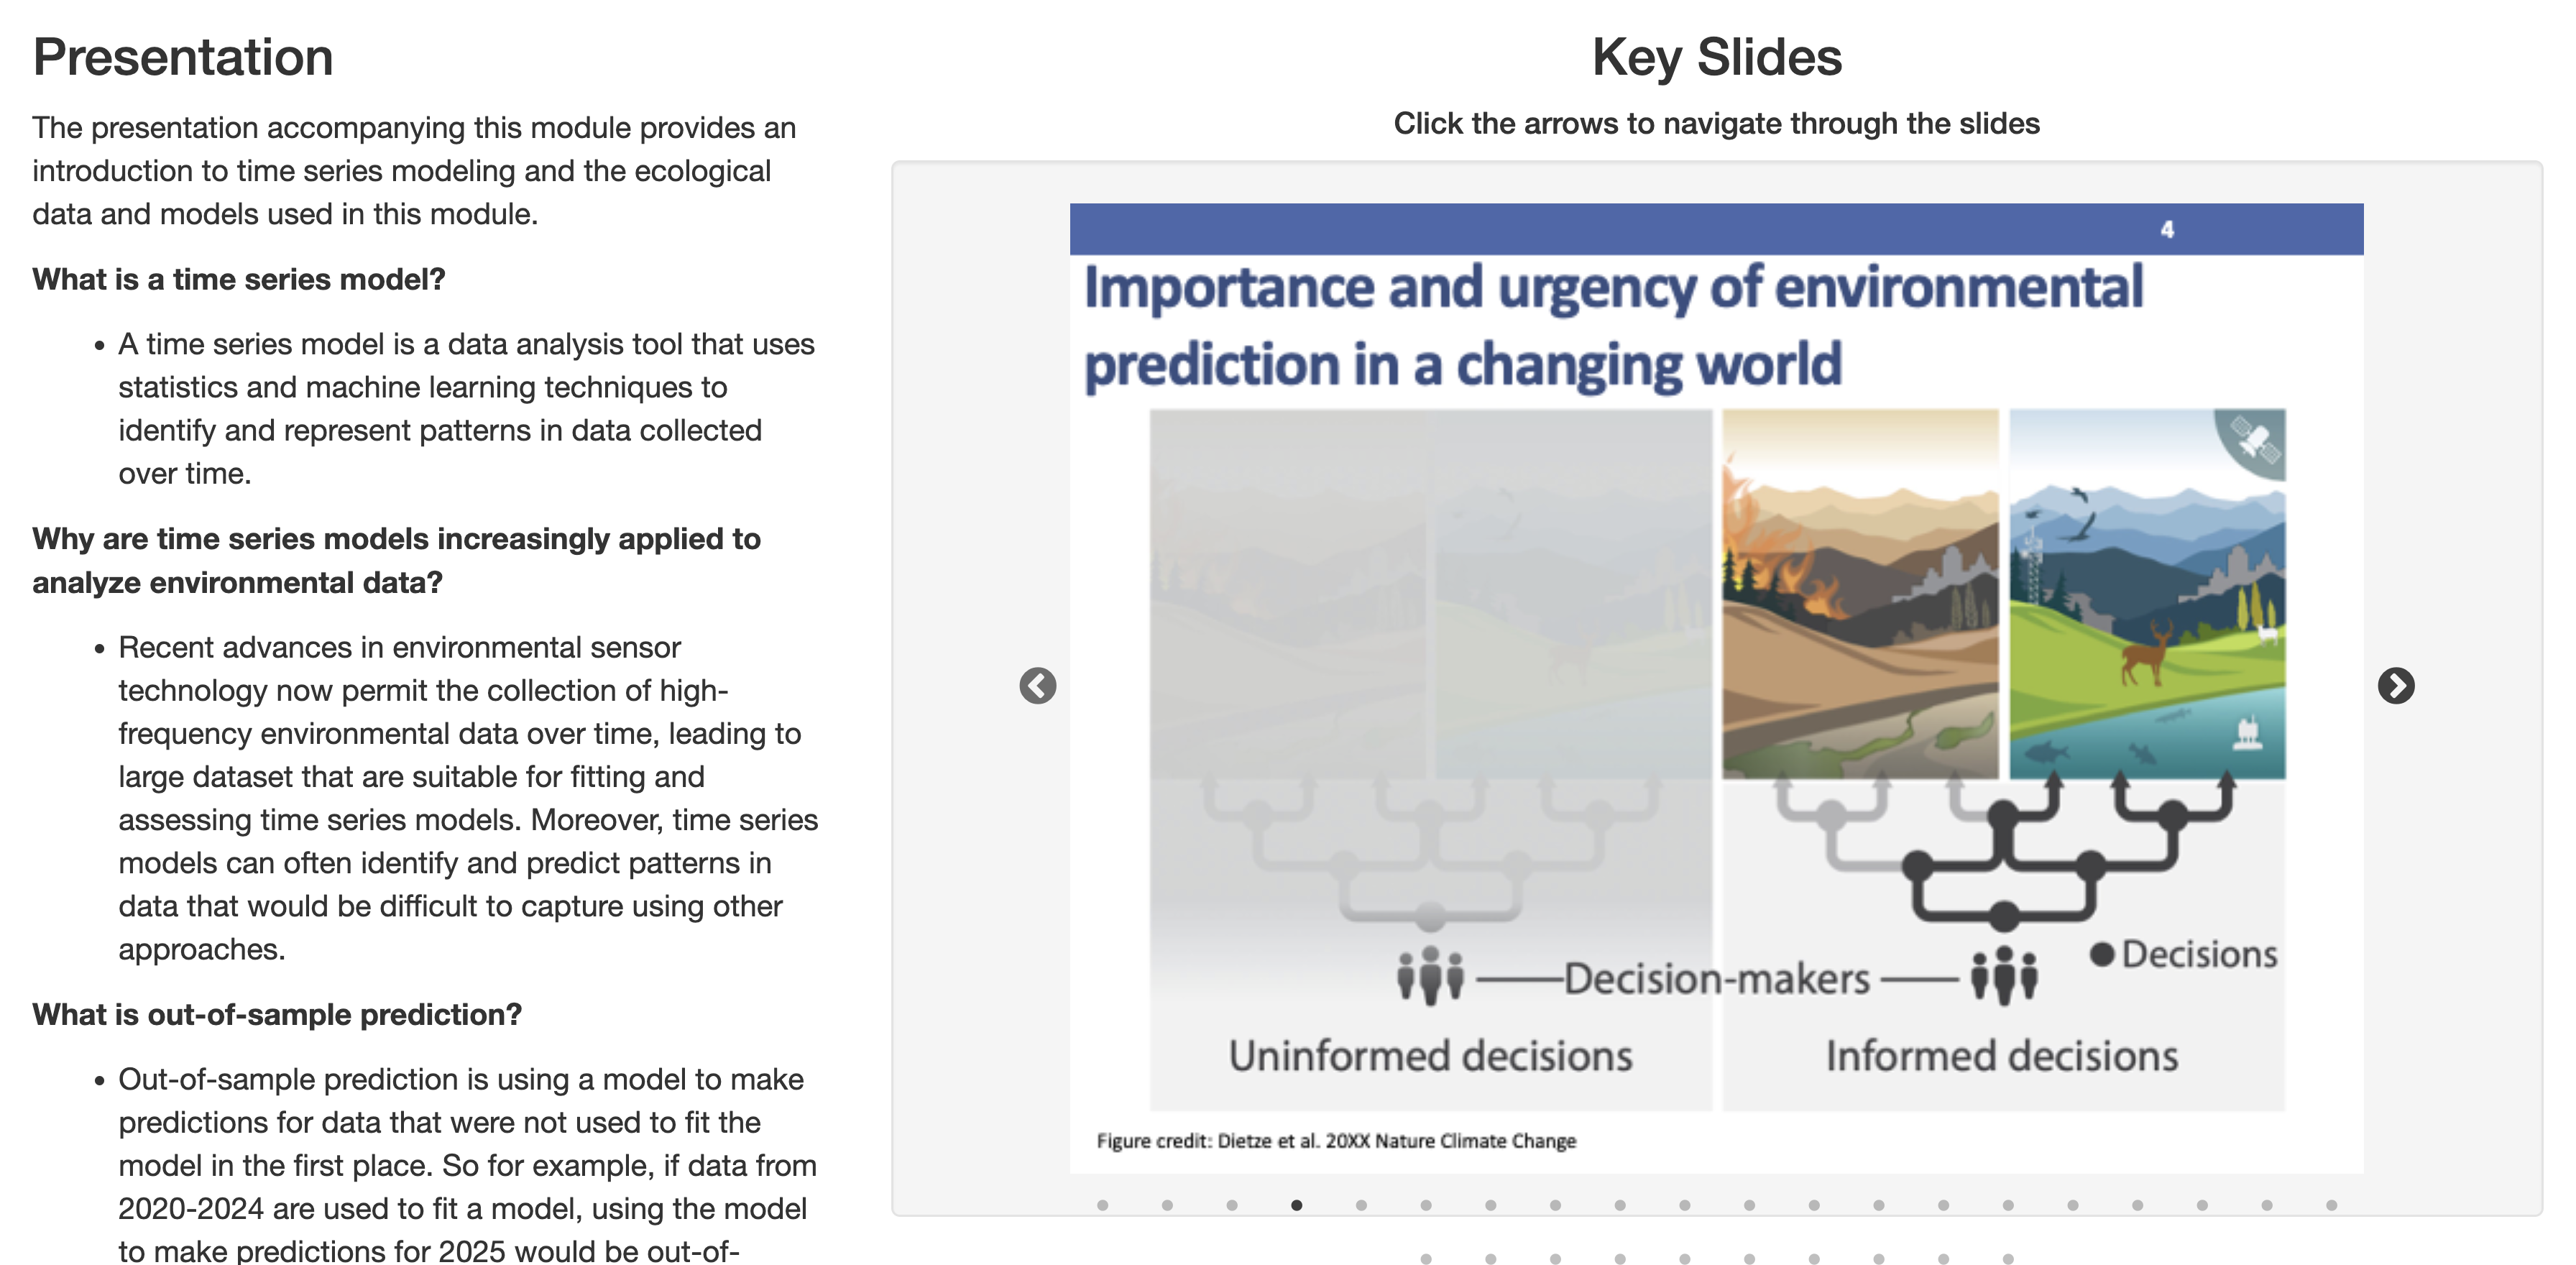 Presentation
The presentation accompanying this module provides an
introduction to time series modeling and the ecological
data and models used in this module.
What is a time series model?
• A time series model is a data analysis tool that uses
statistics and machine learning techniques to
identify and represent patterns in data collected
over time.
Why are time series models increasingly applied to
analyze environmental data?
• Recent advances in environmental sensor
technology now permit the collection of high-
frequency environmental data over time, leading to
large dataset that are suitable for fitting and
assessing time series models. Moreover, time series
models can often identify and predict patterns in
data that would be difficult to capture using other
approaches.
What is out-of-sample prediction?
• Out-of-sample prediction is using a model to make
predictions for data that were not used to fit the
model in the first place. So for example, if data from
2020-2024 are used to fit a model, using the model
to make predictions for 2025 would be out-of-
Key Slides
Click the arrows to navigate through the slides
4
Importance and urgency of environmental
prediction in a changing world
Decisions
Decision-makers
Uninformed decisions
Informed decisions
Figure credit: Dietze et al. 20XX Nature Climate Change